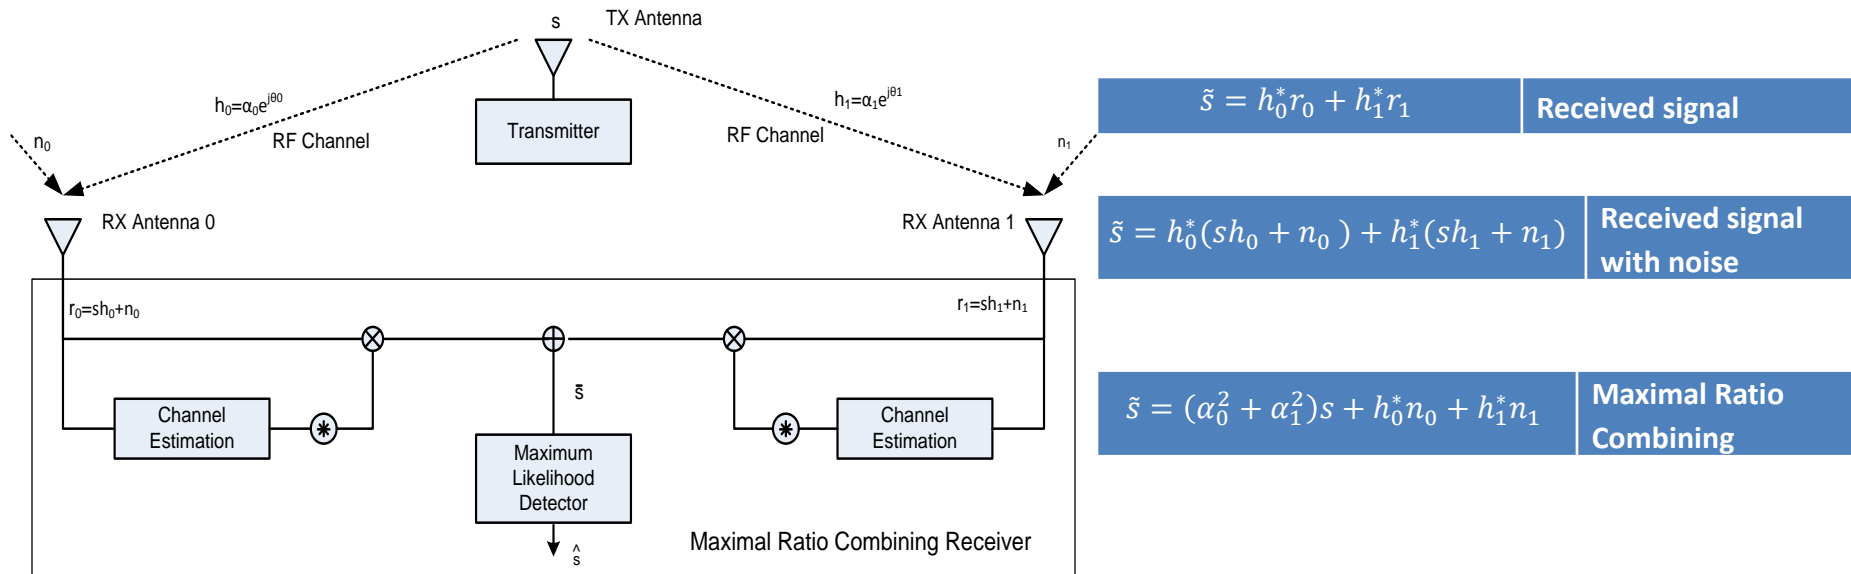 s TX Antenna
h₀=α₀e^jθ0
h₁=α₁e^jθ1
RF Channel
Transmitter
RF Channel
n₀
n₁
RX Antenna 0
RX Antenna 1
r₀=sh₀+n₀
r₁=sh₁+n₁
s̄
Channel
Estimation
Channel
Estimation
Maximum
Likelihood
Detector
ŝ
Maximal Ratio Combining Receiver
s̃ = h₀*r₀ + h₁*r₁
Received signal
s̃ = h₀*(sh₀ + n₀ ) + h₁*(sh₁ + n₁)
Received signal
with noise
s̃ = (α₀² + α₁²)s + h₀*n₀ + h₁*n₁
Maximal Ratio
Combining